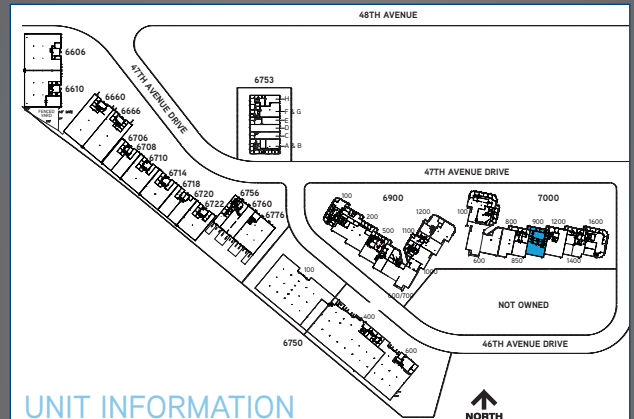 48TH AVENUE
6606
6610
FENCED
YARD
47TH AVENUE DRIVE
6660
6666
6706
6708
6710
6714
6718
6720
6722
6756
6760
6776
6753
H
F & G
E
D
C
A & B
47TH AVENUE DRIVE
6900
100
200
500
1100
1200
1000
600/700
7000
100
600
800
850
900
1200
1400
1600
NOT OWNED
46TH AVENUE DRIVE
6750
100
400
600
UNIT INFORMATION
NORTH